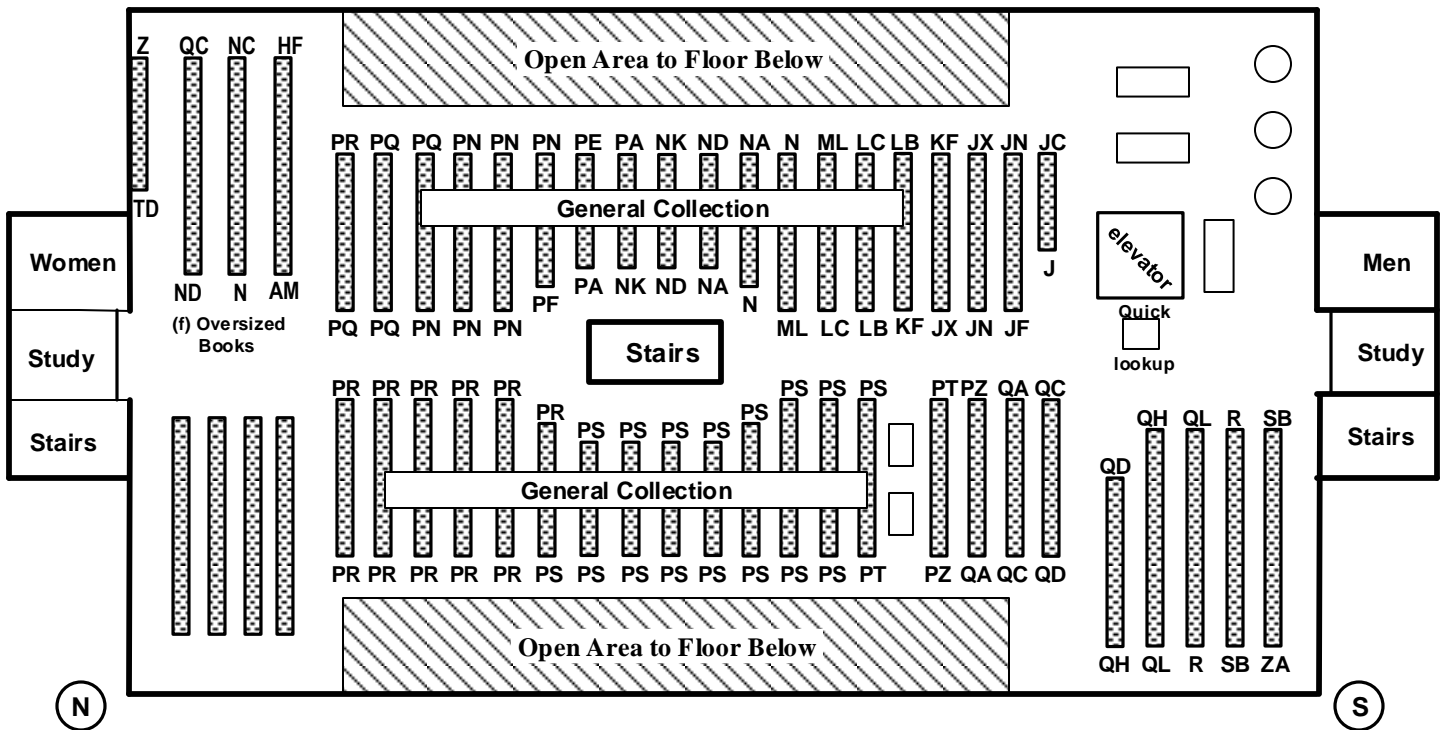 Z QC NC HF
Open Area to Floor Below
PR PQ PQ PN PN PN PE PA NK ND NA N ML LC LB KF JX JN JC
TD
General Collection
elevator
Women
Men
J
ND N AM
PA NK ND NA
PF N
(f) Oversized
Books
PQ PQ PN PN PN ML LC LB KF JX JN JF
Quick
lookup
Study
Stairs
Study
PR PR PR PR PR PS PS PS PT PZ QA QC
PR PS PS PS PS PS
Stairs
QH QL R SB
Stairs
QD
General Collection
PR PR PR PR PR PS PS PS PS PS PS PS PS PT PZ QA QC QD
Open Area to Floor Below
QH QL R SB ZA
N
S